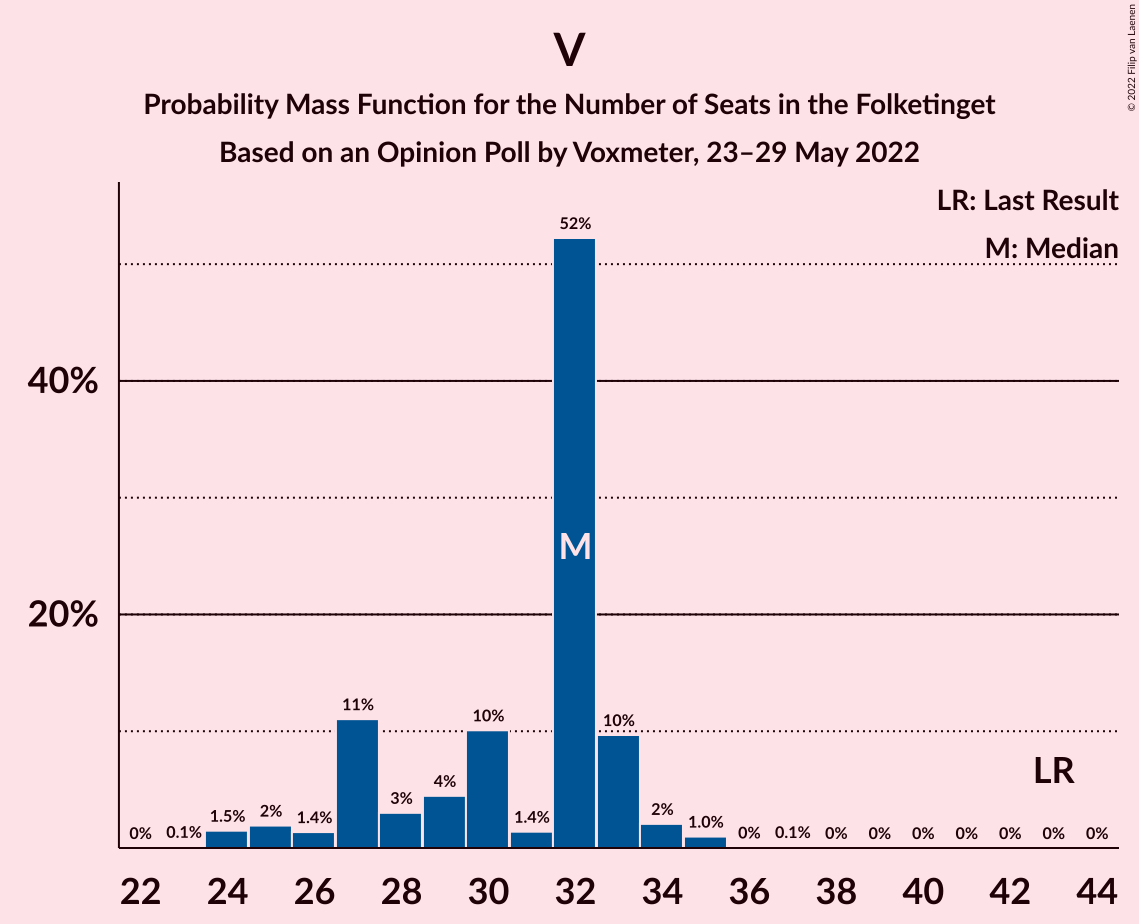 V
Probability Mass Function for the Number of Seats in the Folketinget
Based on an Opinion Poll by Voxmeter, 23–29 May 2022
© 2022 Filip van Laenen
LR: Last Result
M: Median
52%
40%
M
20%
11%
10%
10%
LR
4%
3%
1.5%
2%
1.4%
1.4%
2%
1.0%
0%
0.1%
0%
0.1%
0%
0%
0%
0%
0%
0%
0%
22 24 26 28 30 32 34 36 38 40 42 44